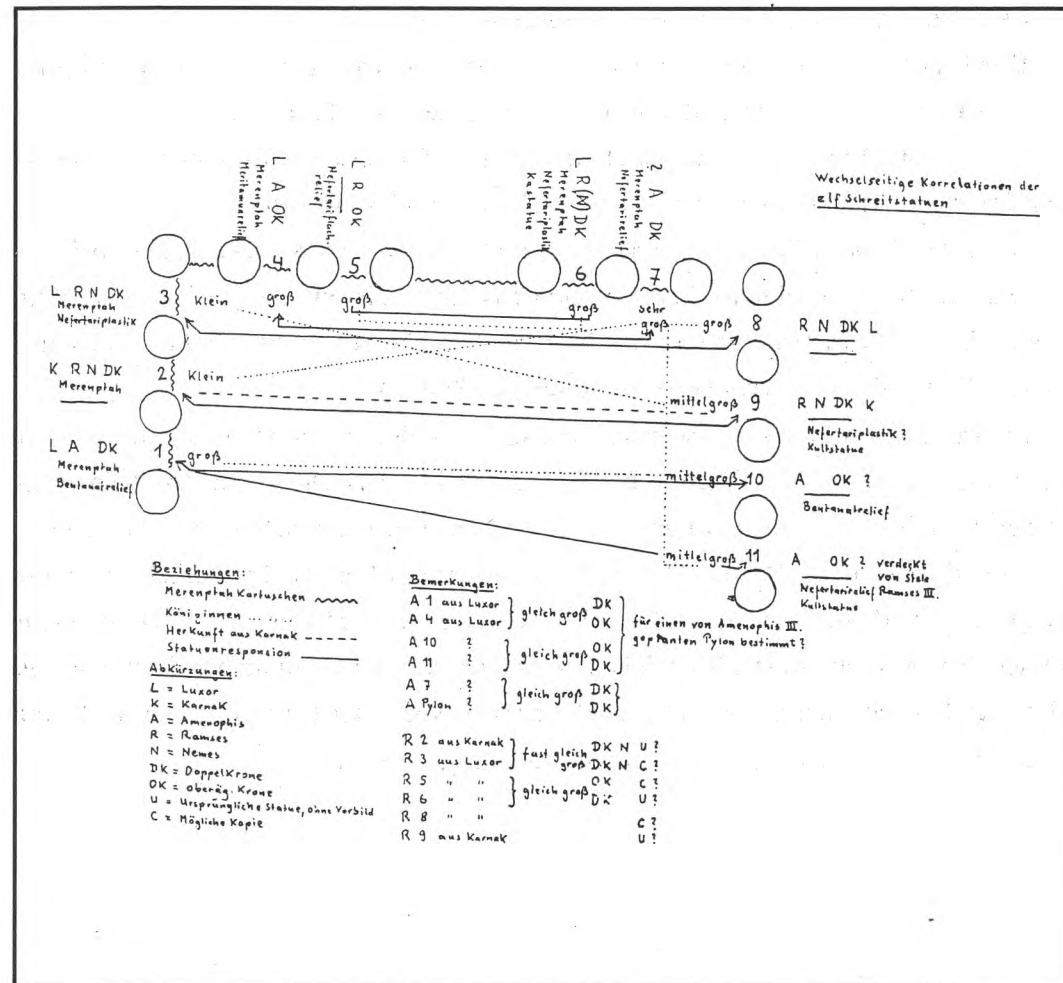 Wechselseitige Korrelationen der
elf Schreitstatuen
L A OK
Merenptah
Meritamunrelief
L R OK
Nefertariflach-
relief
L R(N)DK
Merenptah
Nefertariplastik
Kastatue
? A DK
Merenptah
Nofertarirelief
4
5
6
7
L R N DK
Merenptah
Nefertariplastik
3
Klein
groß
groß
groß
sehr
groß
groß
8
R N DK L
K R N DK
Merenptah
2
Klein
mittelgroß
9
R N DK K
Nefertariplastik ?
Kultstatue
L A DK
Merenptah
Bentanatrelief
1
groß
mittelgroß
10
A OK ?
Bentanatrelief
mittelgroß
11
A OK ? verdeckt
von Stele
Nefertarirelief Ramses III.
Kultstatue
Beziehungen:
Merenptah Kartuschen
Königinnen
Herkunft aus Karnak
Statuenresponsion
Abkürzungen:
L = Luxor
K = Karnak
A = Amenophis
R = Ramses
N = Nemes
DK = Doppelkrone
OK = oberäg. Krone
U = Ursprüngliche Statue, ohne Vorbild
C = Mögliche Kopie
Bemerkungen:
A 1 aus Luxor } gleich groß DK
A 4 aus Luxor OK
A 10 ? } gleich groß OK
A 11 ? DK
für einen von Amenophis III.
geplanten Pylon bestimmt ?
A 7 ? } gleich groß DK
A Pylon ? DK
R 2 aus Karnak } fast gleich DK N U ?
R 3 aus Luxor groß DK N C ?
R 5 " " } gleich groß OK C ?
R 6 " " DK U ?
R 8 " " C ?
R 9 aus Karnak U ?